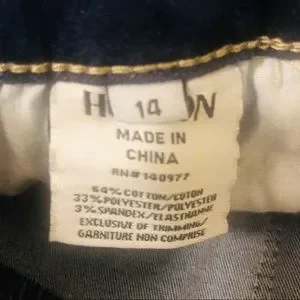 14
MADE IN
CHINA
RN# 140977
64% COTTON/COTON
33% POLYESTER/POLYESTER
3% SPANDEX/ELASTHANNE
EXCLUSIVE OF TRIMMING/
GARNITURE NON COMPRISE